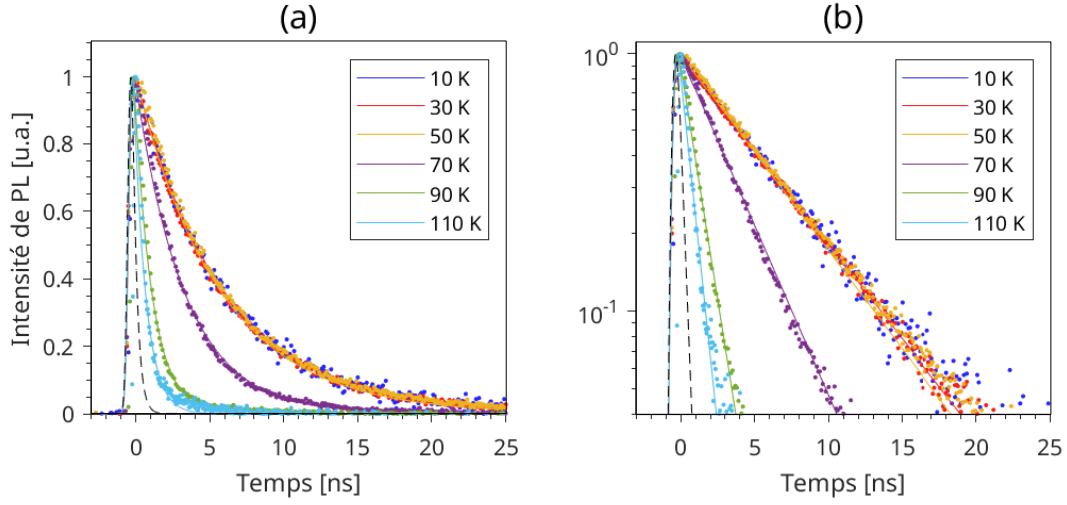 (a)
Intensité de PL [u.a.]
1
0.8
0.6
0.4
0.2
0
0 5 10 15 20 25
Temps [ns]
10 K
30 K
50 K
70 K
90 K
110 K
(b)
10⁰
10⁻¹
0 5 10 15 20 25
Temps [ns]
10 K
30 K
50 K
70 K
90 K
110 K